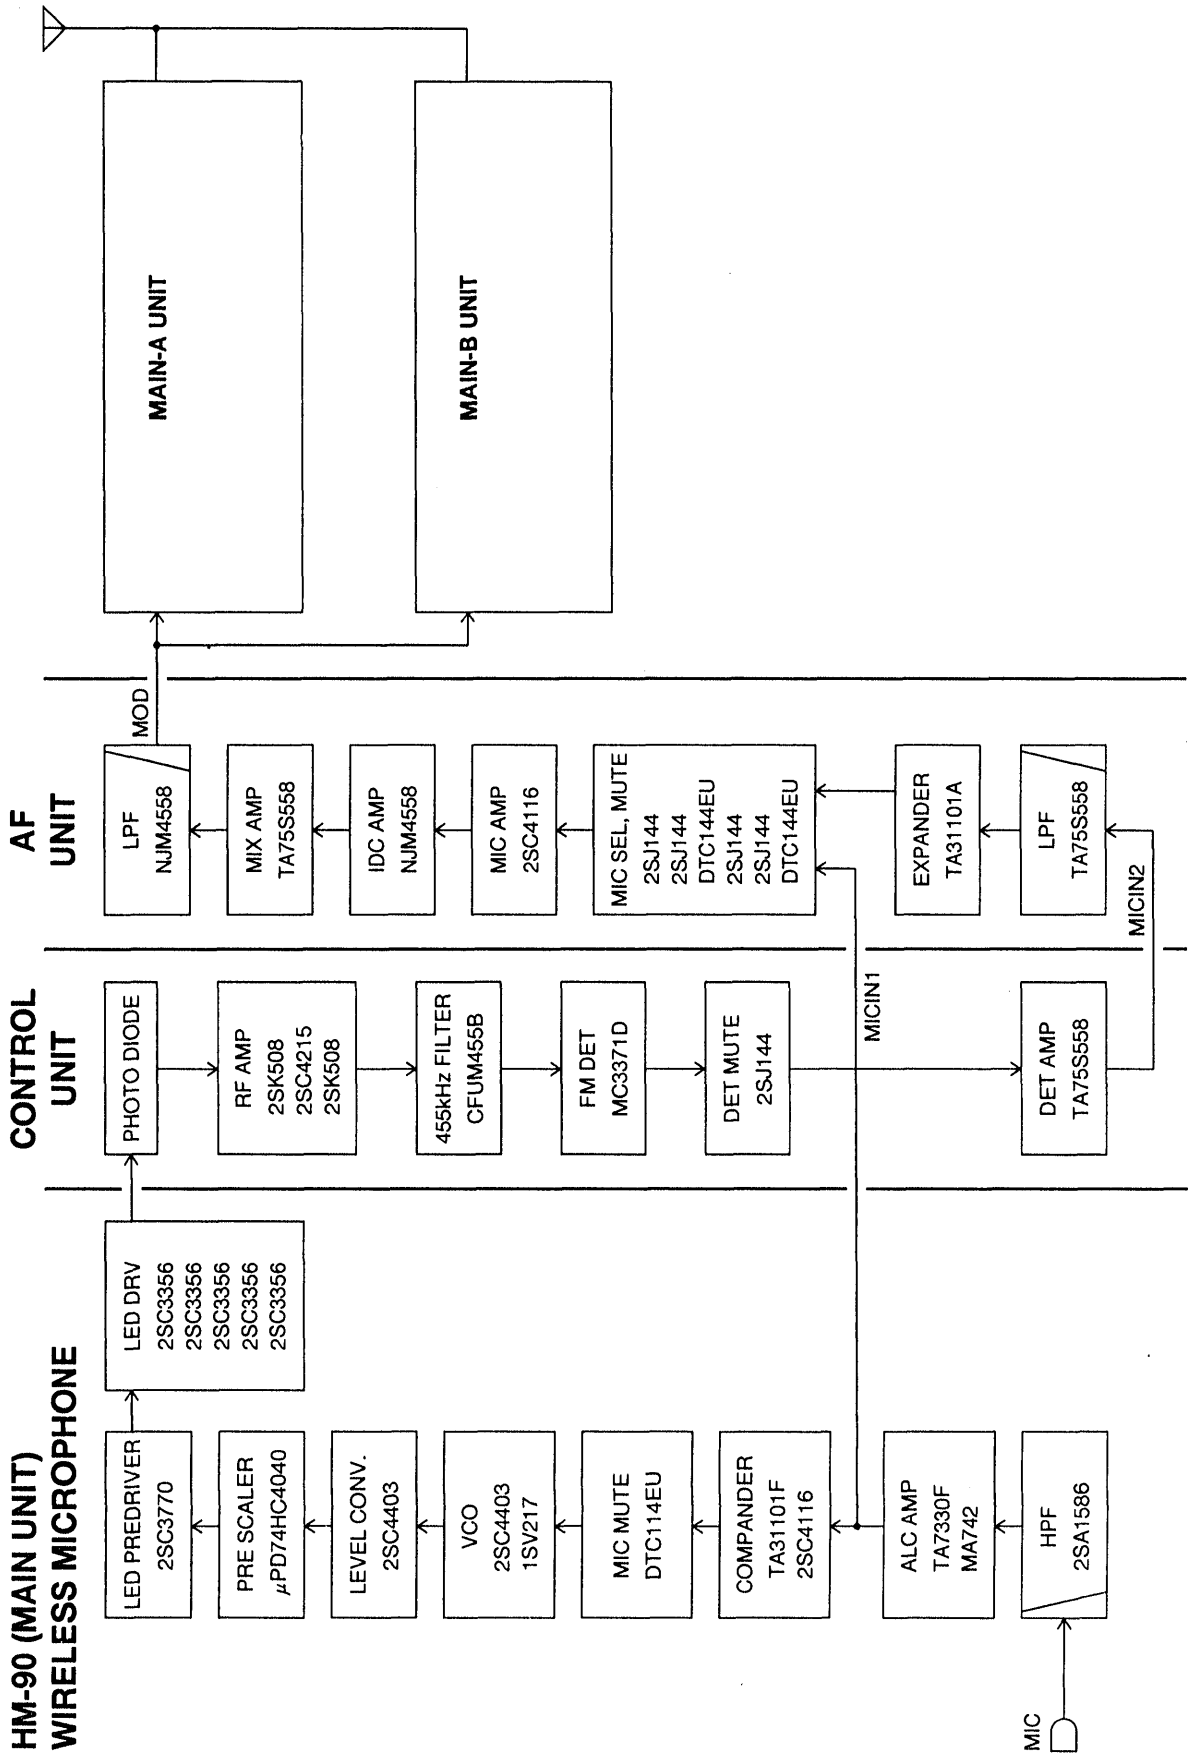 HM-90 (MAIN UNIT)
WIRELESS MICROPHONE
CONTROL
UNIT
AF
UNIT
LED PREDRIVER
2SC3770
PRE SCALER
µPD74HC4040
LEVEL CONV.
2SC4403
VCO
2SC4403
1SV217
MIC MUTE
DTC114EU
COMPANDER
TA31101F
2SC4116
ALC AMP
TA7330F
MA742
HPF
2SA1586
MIC
LED DRV
2SC3356
2SC3356
2SC3356
2SC3356
2SC3356
PHOTO DIODE
RF AMP
2SK508
2SC4215
2SK508
455kHz FILTER
CFUM455B
FM DET
MC3371D
DET MUTE
2SJ144
MICIN1
DET AMP
TA75S558
MICIN2
LPF
NJM4558
MOD
MIX AMP
TA75S558
IDC AMP
NJM4558
MIC AMP
2SC4116
MIC SEL, MUTE
2SJ144
2SJ144
DTC144EU
2SJ144
2SJ144
DTC144EU
EXPANDER
TA31101A
LPF
TA75S558
MAIN-A UNIT
MAIN-B UNIT